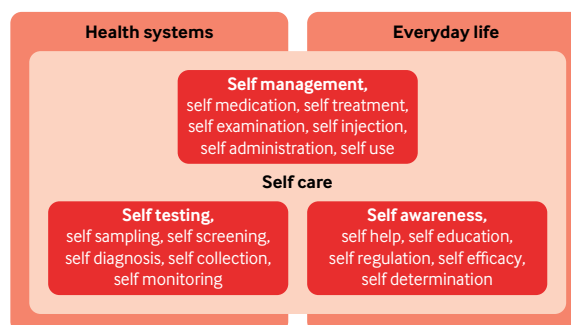 Health systems
Everyday life
Self management,
self medication, self treatment,
self examination, self injection,
self administration, self use
Self care
Self testing,
self sampling, self screening,
self diagnosis, self collection,
self monitoring
Self awareness,
self help, self education,
self regulation, self efficacy,
self determination